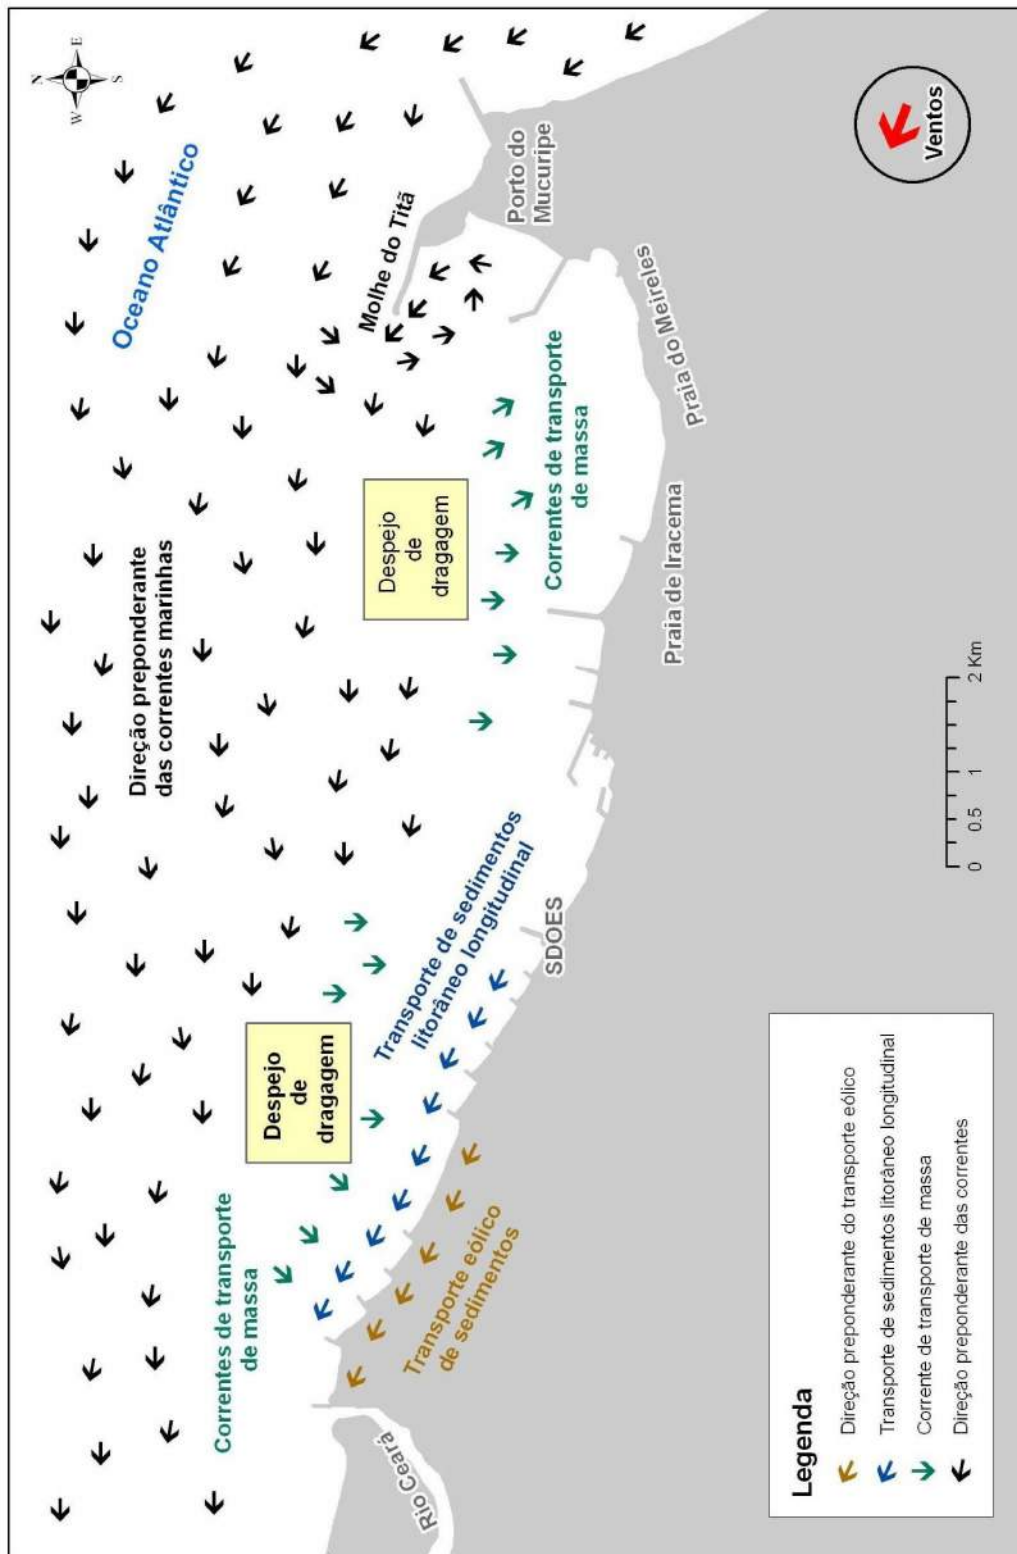 N
W
E
S
Oceano Atlântico
Direção preponderante
das correntes marinhas
Molhe do Titã
Porto do
Mucuripe
Despejo
de
dragagem
Correntes de transporte
de massa
Praia do Meireles
Praia de Iracema
Despejo
de
dragagem
Transporte de sedimentos
litorâneo longitudinal
SDOES
Correntes de transporte
de massa
Transporte eólico
de sedimentos
Rio Ceará
Legenda
Direção preponderante do transporte eólico
Transporte de sedimentos litorâneo longitudinal
Corrente de transporte de massa
Direção preponderante das correntes
0 0.5 1 2 Km
Ventos